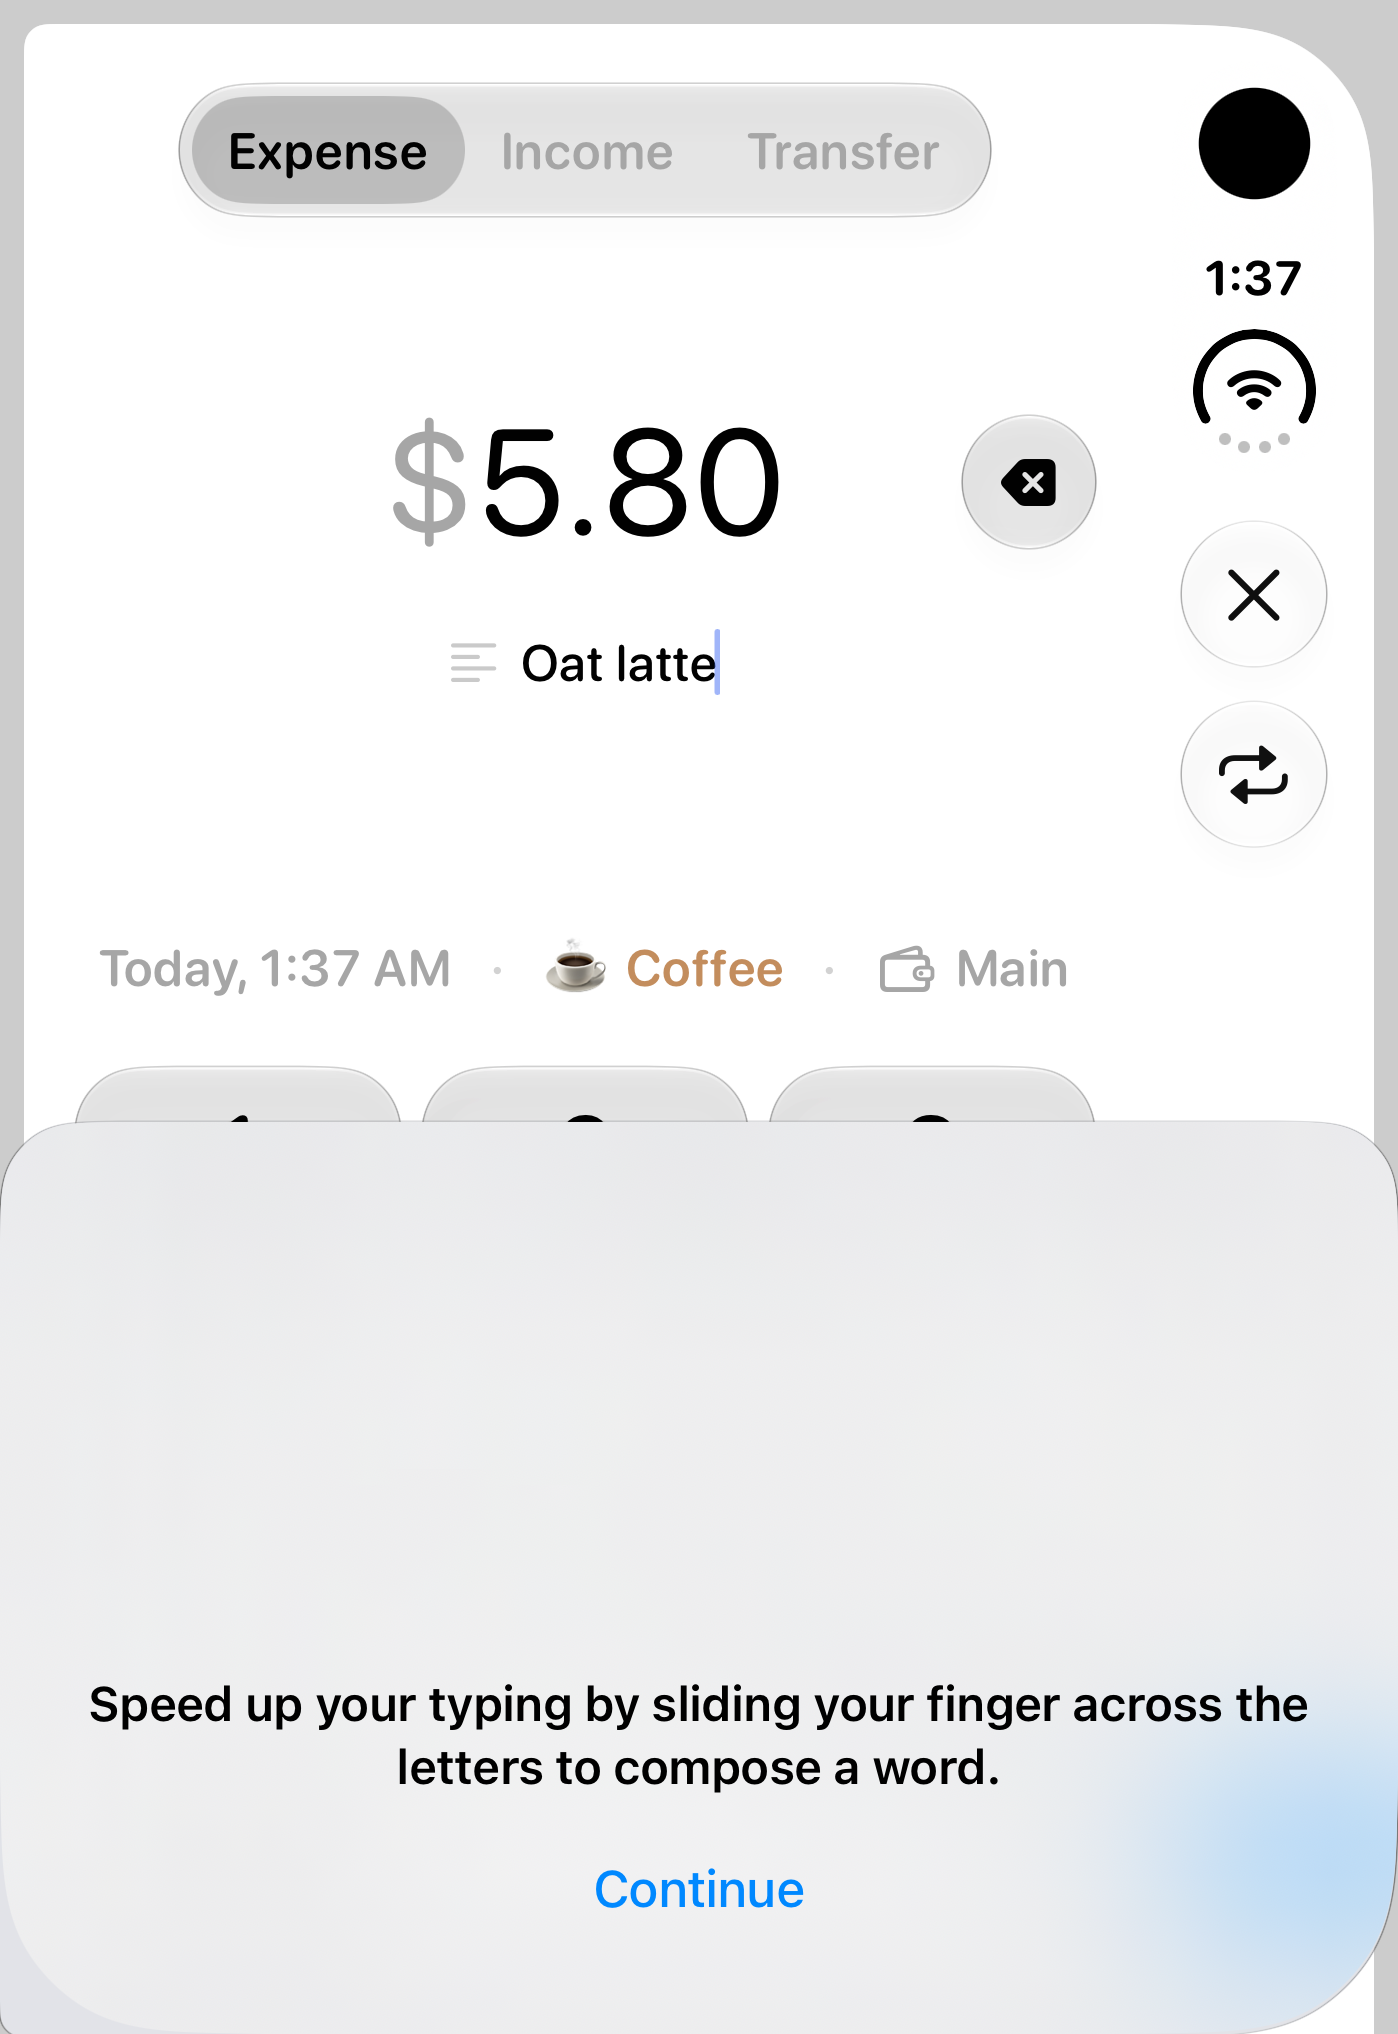 Expense Income Transfer
1:37
$5.80
Oat latte
Today, 1:37 AM · Coffee · Main
Speed up your typing by sliding your finger across the
letters to compose a word.
Continue